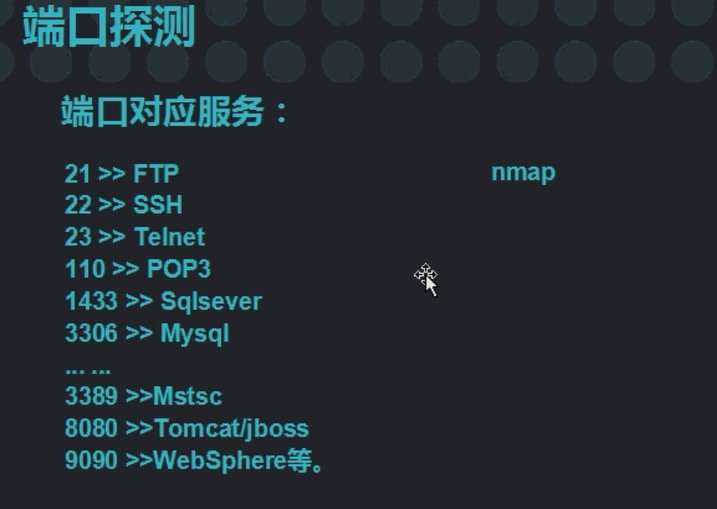 端口探测
端口对应服务：
21 >> FTP
nmap
22 >> SSH
23 >> Telnet
110 >> POP3
1433 >> Sqlsever
3306 >> Mysql
... ...
3389 >>Mstsc
8080 >>Tomcat/jboss
9090 >>WebSphere等。